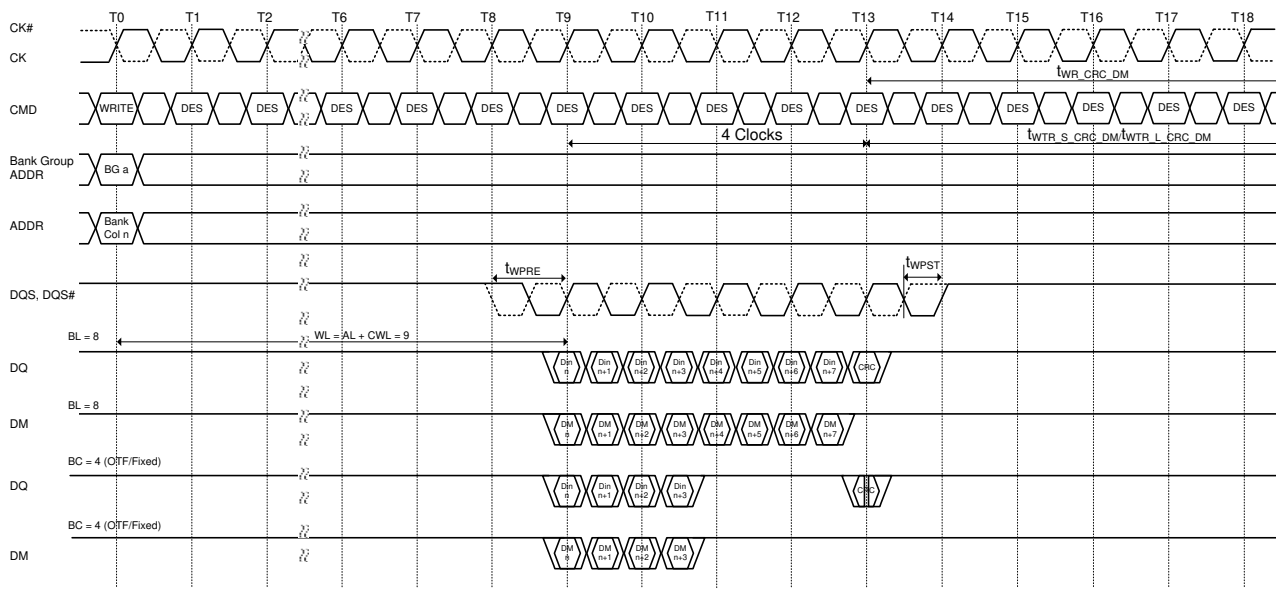 T0 T1 T2 T6 T7 T8 T9 T10 T11 T12 T13 T14 T15 T16 T17 T18
CK#
CK
tWR_CRC_DM
CMD WRITE DES DES DES DES DES DES DES DES DES DES DES DES DES DES DES
4 Clocks tWTR_S_CRC_DM/tWTR_L_CRC_DM
Bank Group
ADDR
BG a
ADDR
Bank
Col n
tWPRE tWPST
DQS, DQS#
BL = 8 WL = AL + CWL = 9
DQ
Din Din Din Din Din Din Din Din CRC
n n+1 n+2 n+3 n+4 n+5 n+6 n+7
BL = 8
DM
DM DM DM DM DM DM DM DM
n n+1 n+2 n+3 n+4 n+5 n+6 n+7
BC = 4 (OTF/Fixed)
DQ
Din Din Din Din CRC
n n+1 n+2 n+3
BC = 4 (OTF/Fixed)
DM
DM DM DM DM
n n+1 n+2 n+3